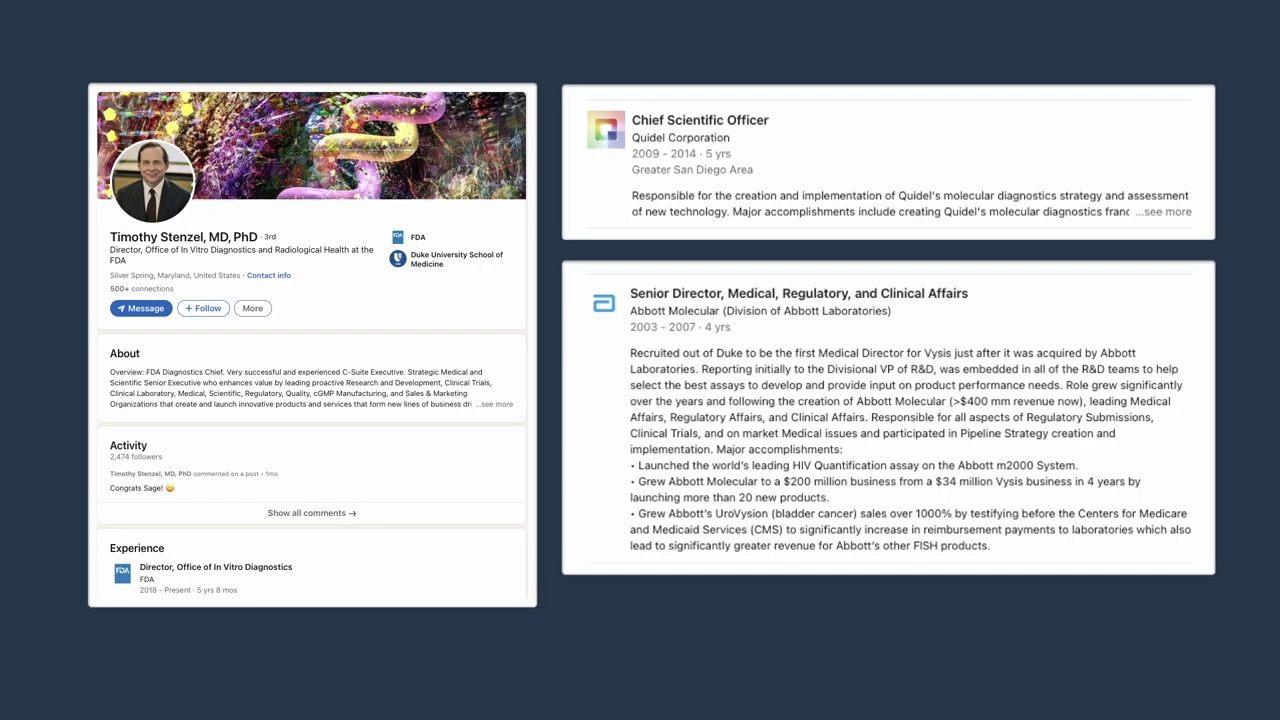 Timothy Stenzel, MD, PhD · 3rd
Director, Office of In Vitro Diagnostics and Radiological Health at the
FDA
Silver Spring, Maryland, United States · Contact info
500+ connections
Message
+ Follow
More
FDA
FDA
Duke University School of
Medicine
About
Overview: FDA Diagnostics Chief. Very successful and experienced C-Suite Executive. Strategic Medical and
Scientific Senior Executive who enhances value by leading proactive Research and Development, Clinical Trials,
Clinical Laboratory, Medical, Scientific, Regulatory, Quality, cGMP Manufacturing, and Sales & Marketing
Organizations that create and launch innovative products and services that form new lines of business dri ...see more
Activity
2,474 followers
Timothy Stenzel, MD, PhD commented on a post • 1mo
Congrats Sage! 😀
Show all comments →
Experience
FDA
Director, Office of In Vitro Diagnostics
FDA
2018 - Present · 5 yrs 8 mos
Chief Scientific Officer
Quidel Corporation
2009 - 2014 · 5 yrs
Greater San Diego Area
Responsible for the creation and implementation of Quidel's molecular diagnostics strategy and assessment
of new technology. Major accomplishments include creating Quidel's molecular diagnostics franc ...see more
Senior Director, Medical, Regulatory, and Clinical Affairs
Abbott Molecular (Division of Abbott Laboratories)
2003 - 2007 · 4 yrs
Recruited out of Duke to be the first Medical Director for Vysis just after it was acquired by Abbott
Laboratories. Reporting initially to the Divisional VP of R&D, was embedded in all of the R&D teams to help
select the best assays to develop and provide input on product performance needs. Role grew significantly
over the years and following the creation of Abbott Molecular (>$400 mm revenue now), leading Medical
Affairs, Regulatory Affairs, and Clinical Affairs. Responsible for all aspects of Regulatory Submissions,
Clinical Trials, and on market Medical issues and participated in Pipeline Strategy creation and
implementation. Major accomplishments:
• Launched the world's leading HIV Quantification assay on the Abbott m2000 System.
• Grew Abbott Molecular to a $200 million business from a $34 million Vysis business in 4 years by
launching more than 20 new products.
• Grew Abbott's UroVysion (bladder cancer) sales over 1000% by testifying before the Centers for Medicare
and Medicaid Services (CMS) to significantly increase in reimbursement payments to laboratories which also
lead to significantly greater revenue for Abbott's other FISH products.